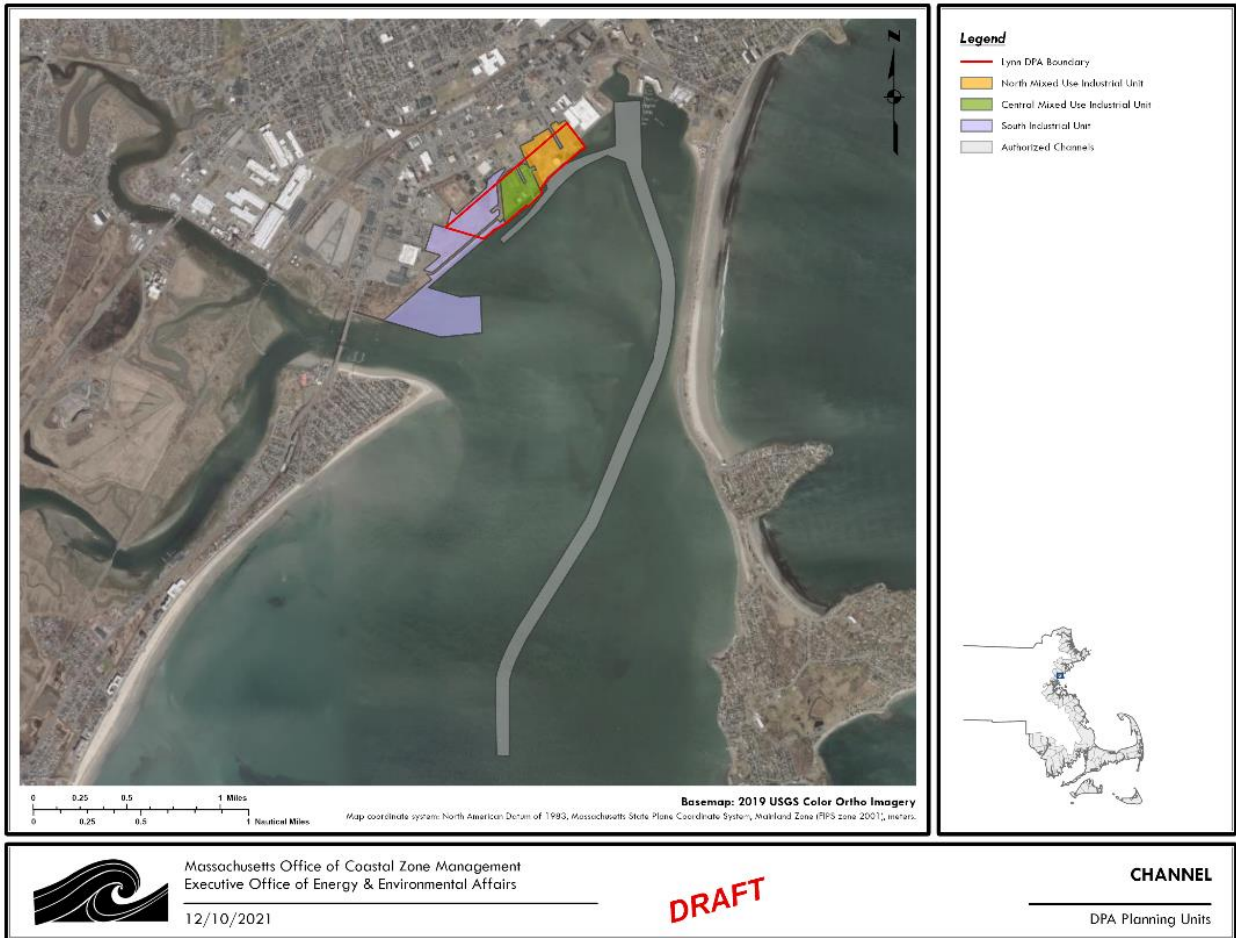 N
Legend
Lynn DPA Boundary
North Mixed Use Industrial Unit
Central Mixed Use Industrial Unit
South Industrial Unit
Authorized Channels
0 0.25 0.5 1 Miles
0 0.25 0.5 1 Nautical Miles
Basemap: 2019 USGS Color Ortho Imagery
Map coordinate system: North American Datum of 1983, Massachusetts State Plane Coordinate System, Mainland Zone (FIPS zone 2001), meters.
Massachusetts Office of Coastal Zone Management
Executive Office of Energy & Environmental Affairs
12/10/2021
DRAFT
CHANNEL
DPA Planning Units